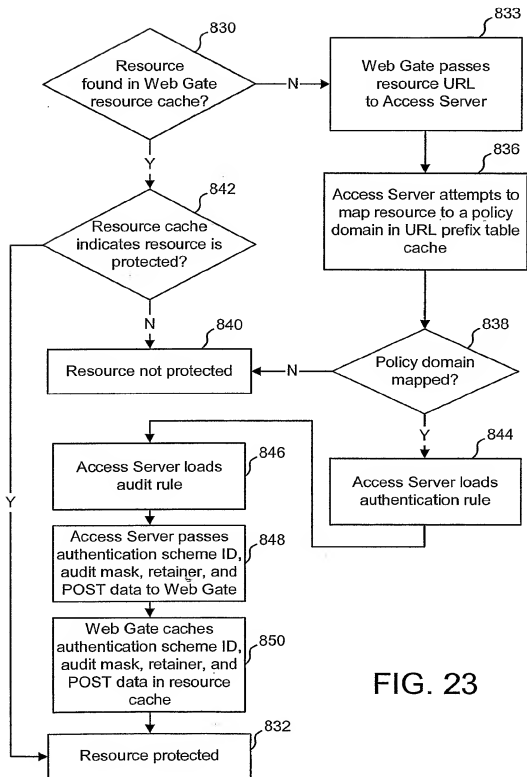 830
Resource
found in Web Gate
resource cache?
N
833
Web Gate passes
resource URL
to Access Server
Y
836
Access Server attempts to
map resource to a policy
domain in URL prefix table
cache
842
Resource cache
indicates resource is
protected?
N
840
Resource not protected
838
Policy domain
mapped?
N
Y
844
Access Server loads
authentication rule
846
Access Server loads
audit rule
Y
848
Access Server passes
authentication scheme ID,
audit mask, retainer, and
POST data to Web Gate
850
Web Gate caches
authentication scheme ID,
audit mask, retainer, and
POST data in resource
cache
832
Resource protected
FIG. 23